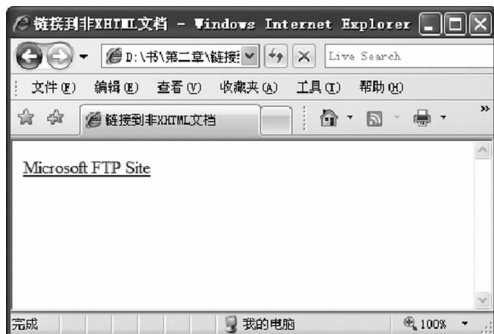 链接到非XHTML文档 - Windows Internet Explorer
D:\书\第二章\链接
Live Search
文件(F) 编辑(E) 查看(V) 收藏夹(A) 工具(T) 帮助(H)
链接到非XHTML文档
Microsoft FTP Site
完成 我的电脑 100%